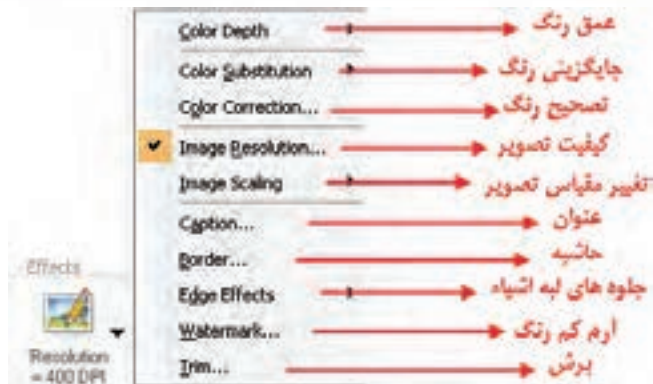 Color Depth عمق رنگ
Color Substitution جایگزینی رنگ
Color Correction... تصحیح رنگ
Image Resolution... کیفیت تصویر
Image Scaling تغییر مقیاس تصویر
Caption... عنوان
Border... حاشیه
Edge Effects جلوه های لبه اشیاء
Watermark... آرم کم رنگ
Trim... برش
Effects
Resolution
= 400 DPI